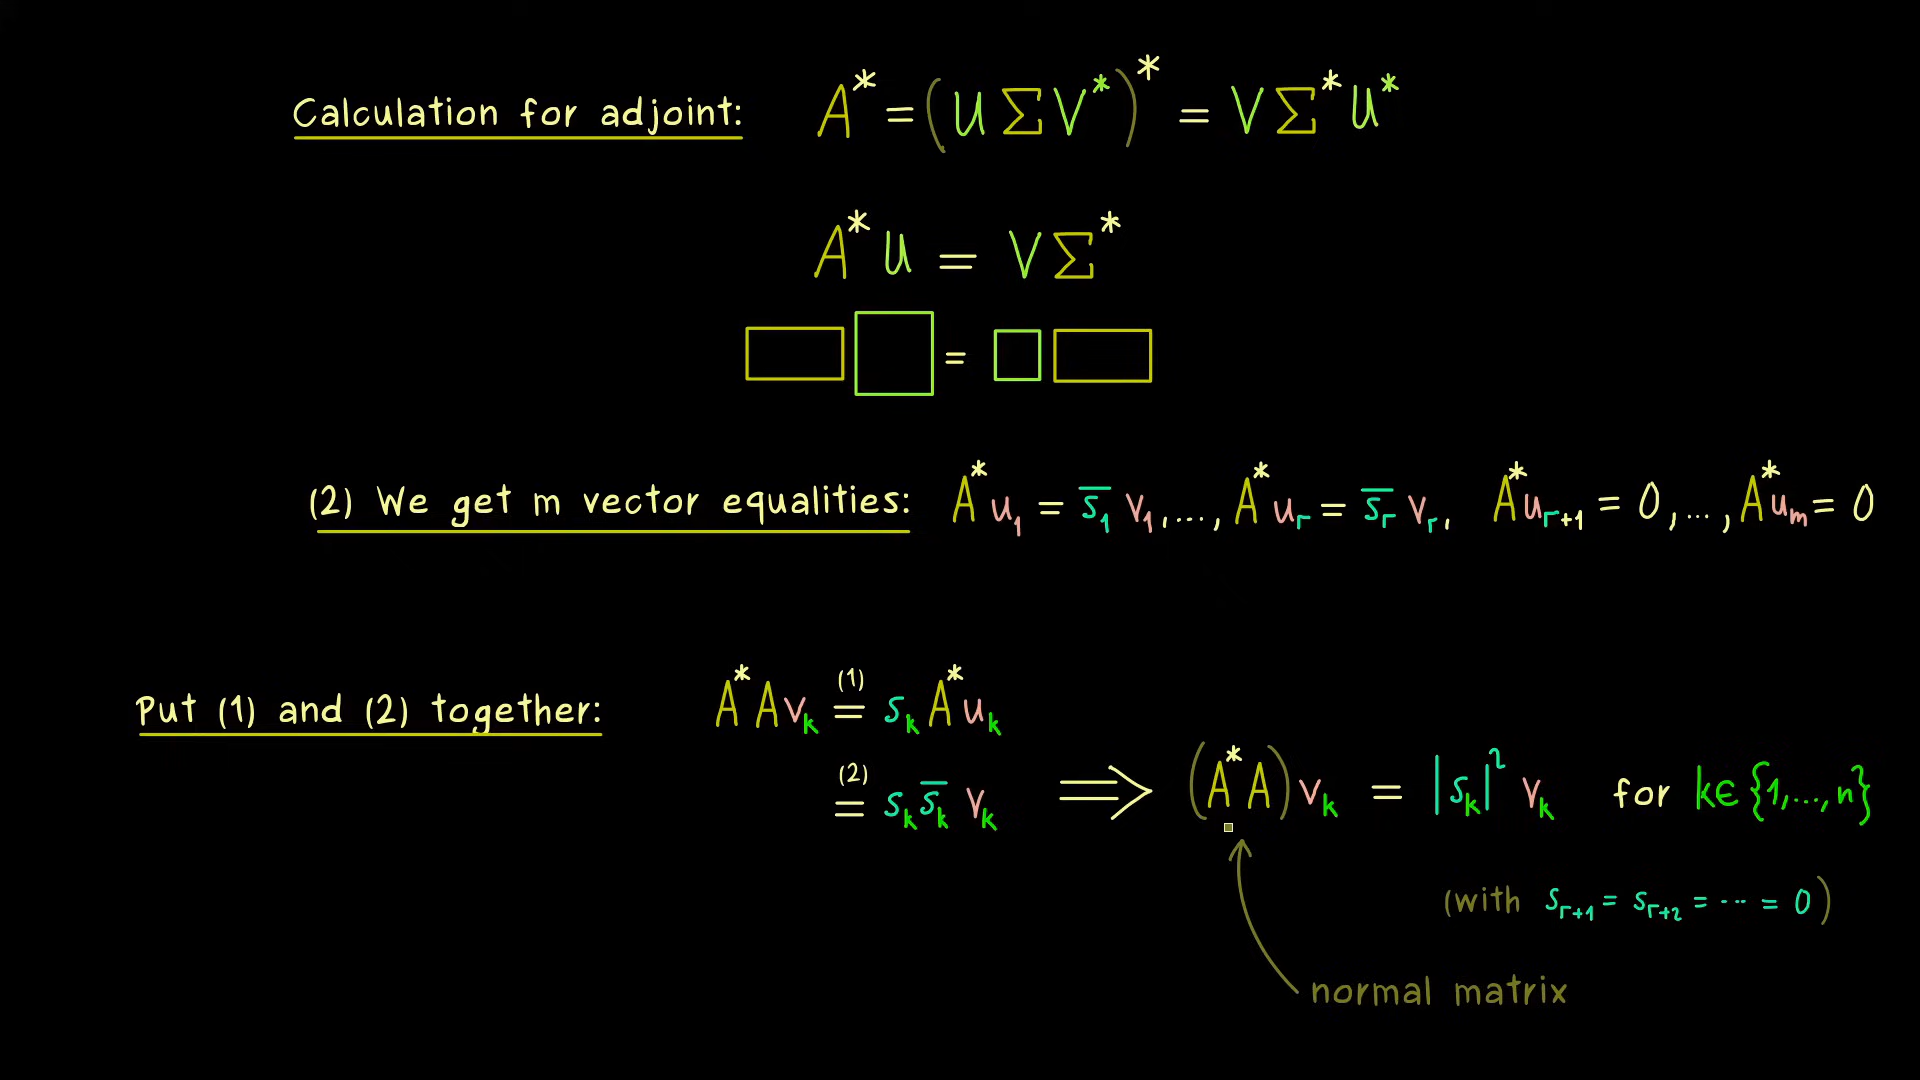 Calculation for adjoint: A* = (U Σ V*)* = V Σ* U*
A* U = V Σ*
=
(2) We get m vector equalities: A* u₁ = s̅₁ v₁, ..., A* uᵣ = s̅ᵣ vᵣ, A* uᵣ₊₁ = 0, ..., A* uₘ = 0
Put (1) and (2) together: A* A vₖ =⁽¹⁾ sₖ A* uₖ
=⁽²⁾ sₖ s̅ₖ vₖ ⟹ (A* A) vₖ = |sₖ|² vₖ for k ∈ {1, ..., n}
(with sᵣ₊₁ = sᵣ₊₂ = ⋯ = 0)
normal matrix